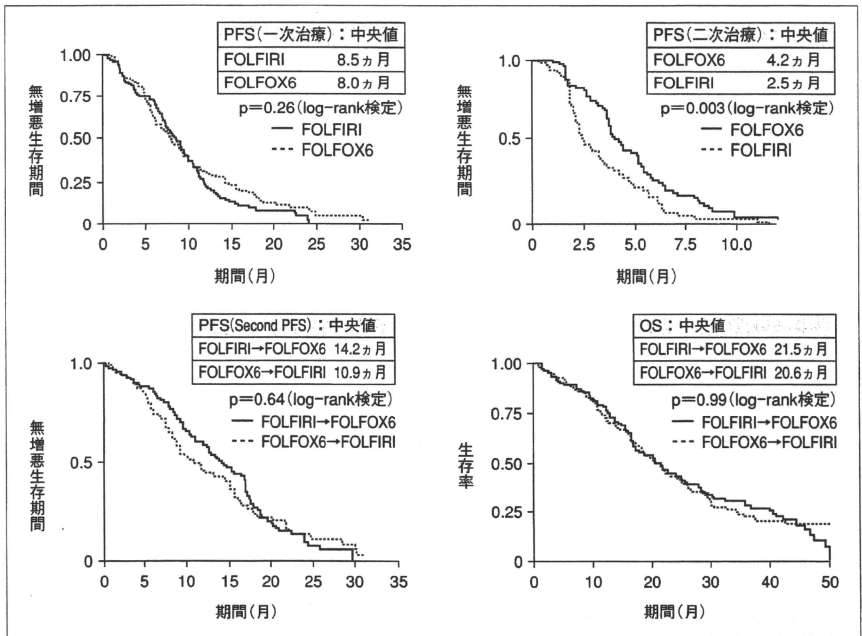 PFS(一次治療):中央値
FOLFIRI 8.5ヵ月
FOLFOX6 8.0ヵ月
p=0.26(log-rank検定)
FOLFIRI
FOLFOX6
無増悪生存期間
1.00
0.75
0.50
0.25
0
0 5 10 15 20 25 30 35
期間(月)
PFS(二次治療):中央値
FOLFOX6 4.2ヵ月
FOLFIRI 2.5ヵ月
p=0.003(log-rank検定)
FOLFOX6
FOLFIRI
無増悪生存期間
1.0
0.5
0
0 2.5 5.0 7.5 10.0
期間(月)
PFS(Second PFS):中央値
FOLFIRI→FOLFOX6 14.2ヵ月
FOLFOX6→FOLFIRI 10.9ヵ月
p=0.64(log-rank検定)
FOLFIRI→FOLFOX6
FOLFOX6→FOLFIRI
無増悪生存期間
1.0
0.5
0
0 5 10 15 20 25 30 35
期間(月)
OS:中央値
FOLFIRI→FOLFOX6 21.5ヵ月
FOLFOX6→FOLFIRI 20.6ヵ月
p=0.99(log-rank検定)
FOLFIRI→FOLFOX6
FOLFOX6→FOLFIRI
生存率
1.00
0.75
0.50
0.25
0
0 10 20 30 40 50
期間(月)